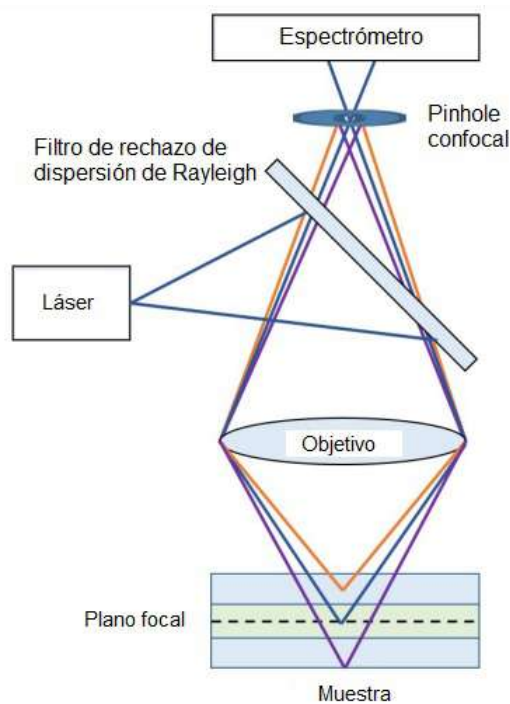 Espectrómetro
Pinhole
confocal
Filtro de rechazo de
dispersión de Rayleigh
Láser
Objetivo
Plano focal
Muestra